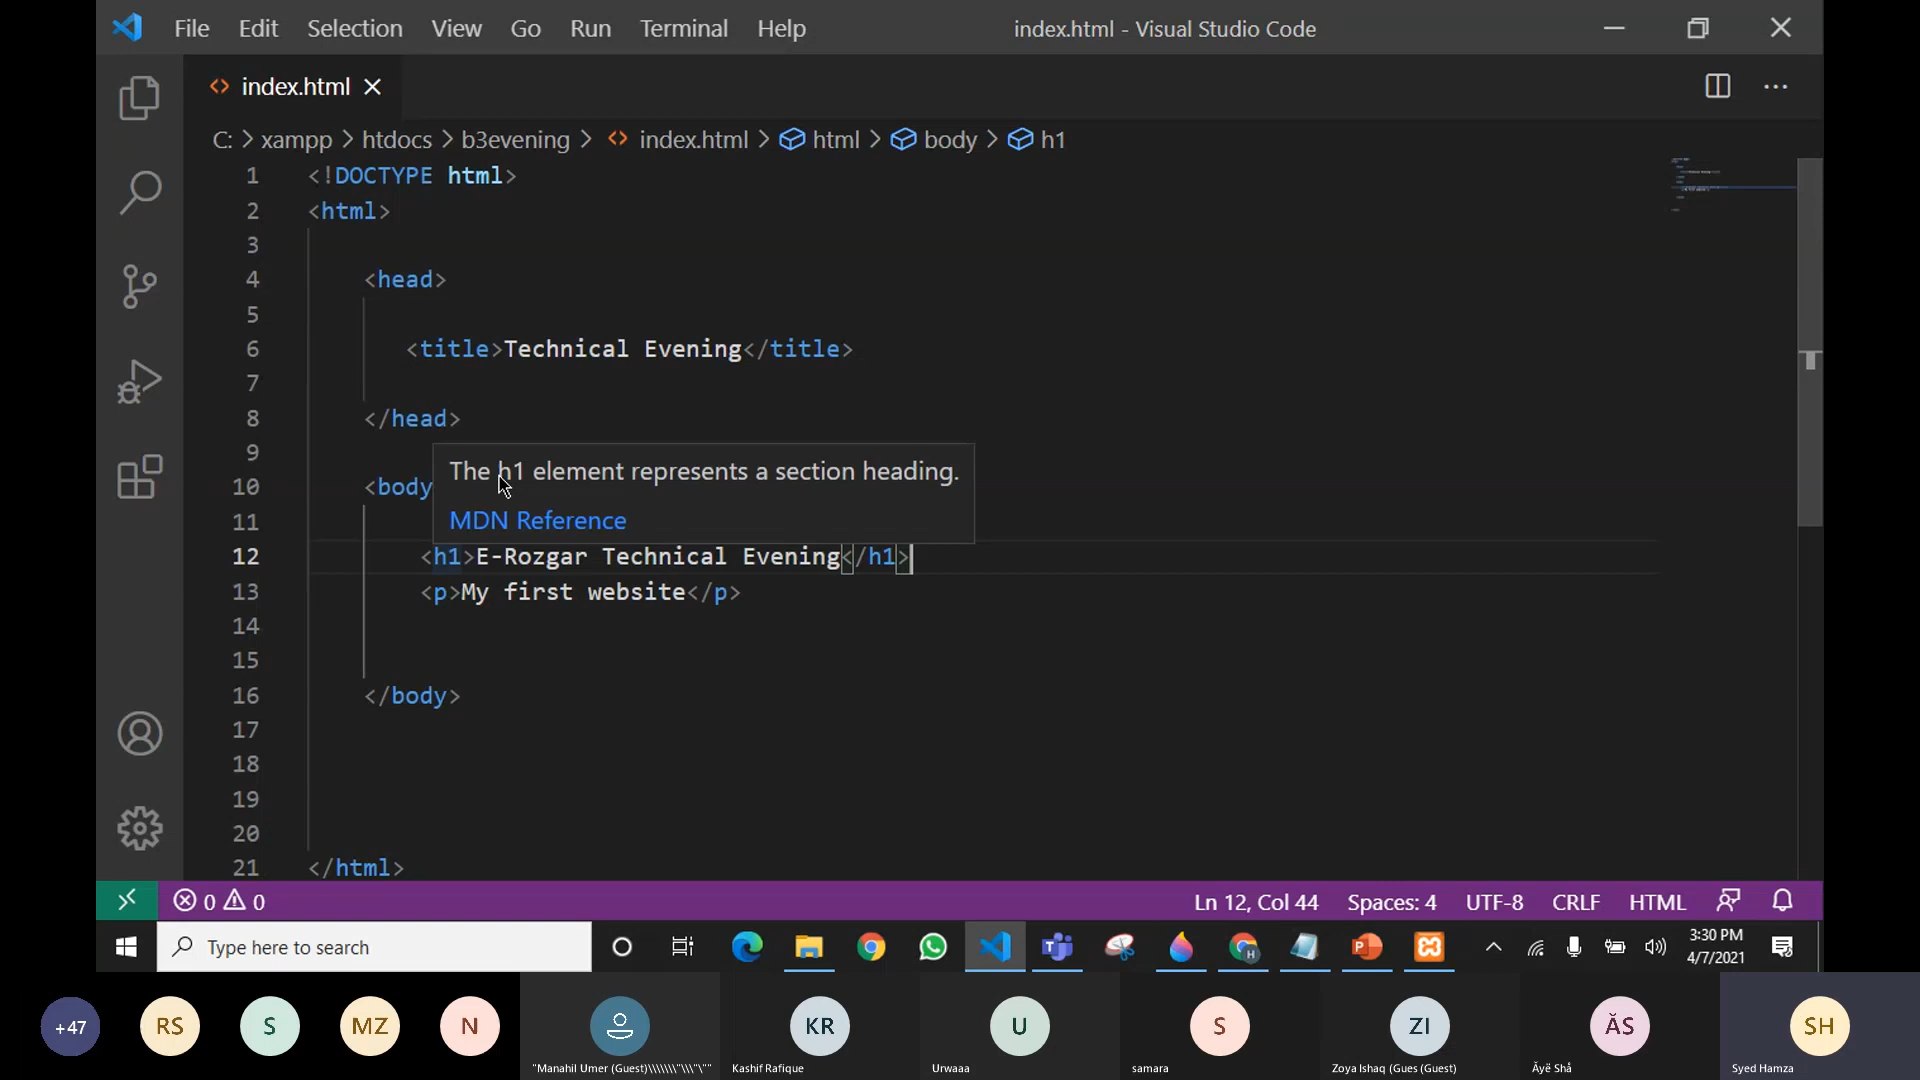 File Edit Selection View Go Run Terminal Help
index.html - Visual Studio Code
index.html
C: > xampp > htdocs > b3evening > index.html > html > body > h1
1 <!DOCTYPE html>
2 <html>
3
4 <head>
5
6 <title>Technical Evening</title>
7
8 </head>
9
The h1 element represents a section heading.
10 <body
MDN Reference
11
12 <h1>E-Rozgar Technical Evening</h1>
13 <p>My first website</p>
14
15
16 </body>
17
18
19
20
21 </html>
0 0
Ln 12, Col 44 Spaces: 4 UTF-8 CRLF HTML
Type here to search
3:30 PM
4/7/2021
+47 RS S MZ N KR U S ZI ĂS SH
"Manahil Umer (Guest)\\\\\\\"\\\"\"" Kashif Rafique Urwaaa samara Zoya Ishaq (Gues (Guest) Ăyë Shå Syed Hamza